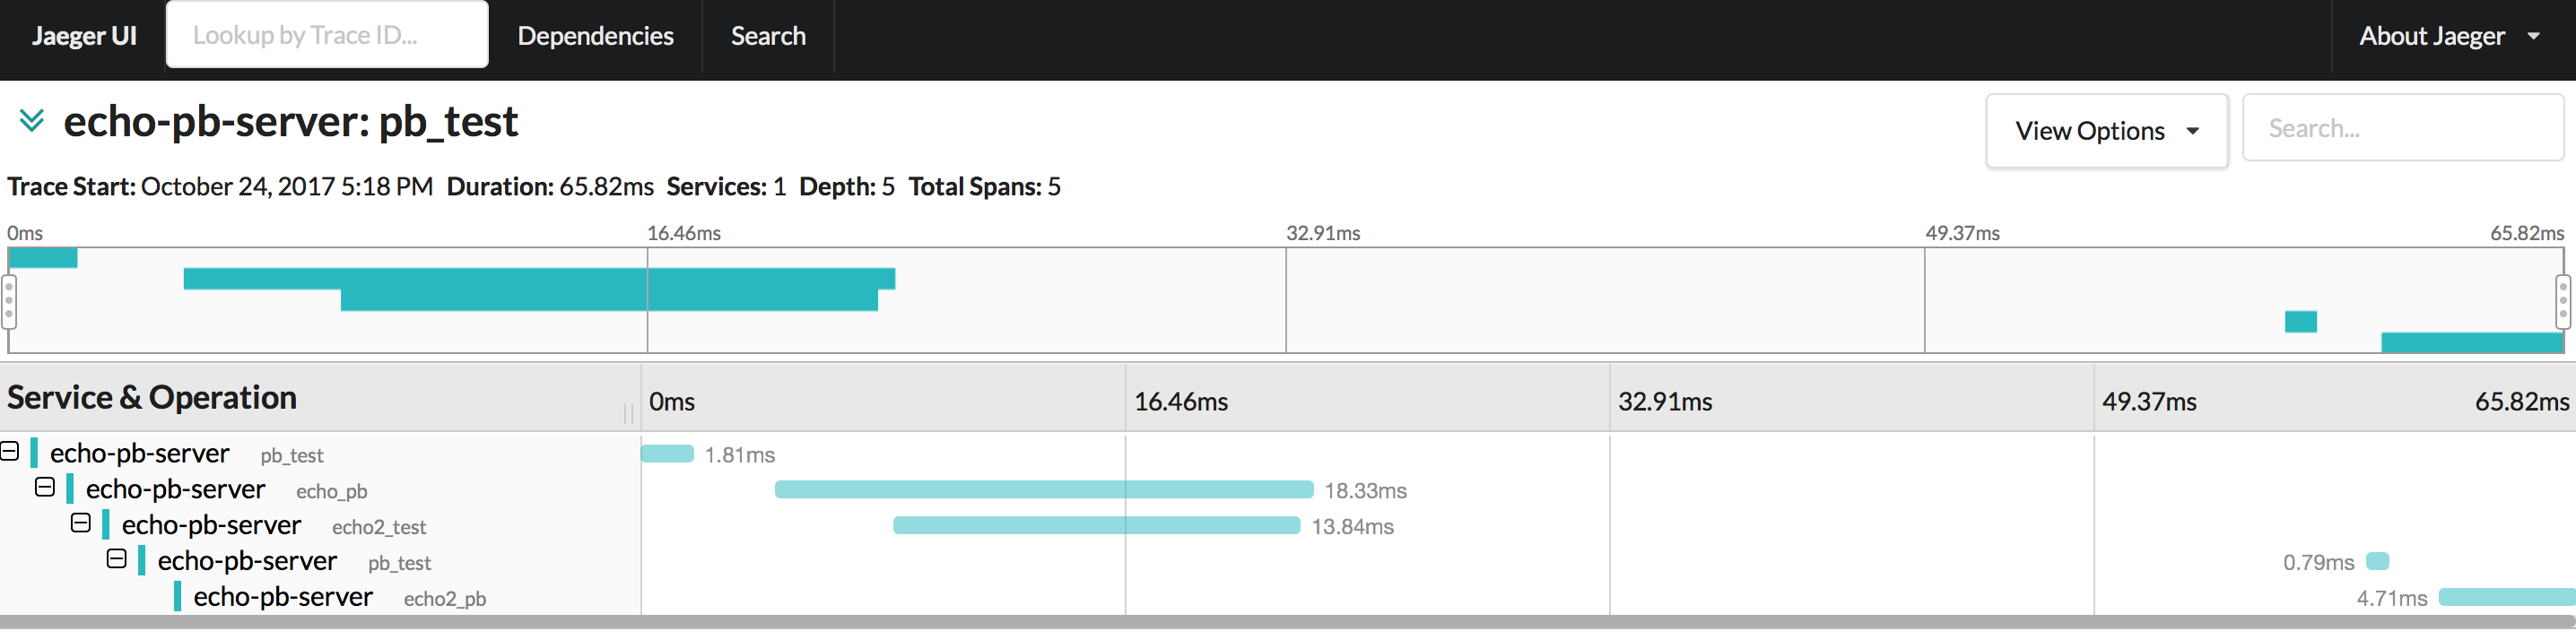 Jaeger UI Lookup by Trace ID... Dependencies Search About Jaeger
echo-pb-server: pb_test View Options Search...
Trace Start: October 24, 2017 5:18 PM Duration: 65.82ms Services: 1 Depth: 5 Total Spans: 5
0ms 16.46ms 32.91ms 49.37ms 65.82ms
Service & Operation 0ms 16.46ms 32.91ms 49.37ms 65.82ms
echo-pb-server pb_test 1.81ms
echo-pb-server echo_pb 18.33ms
echo-pb-server echo2_test 13.84ms
echo-pb-server pb_test 0.79ms
echo-pb-server echo2_pb 4.71ms